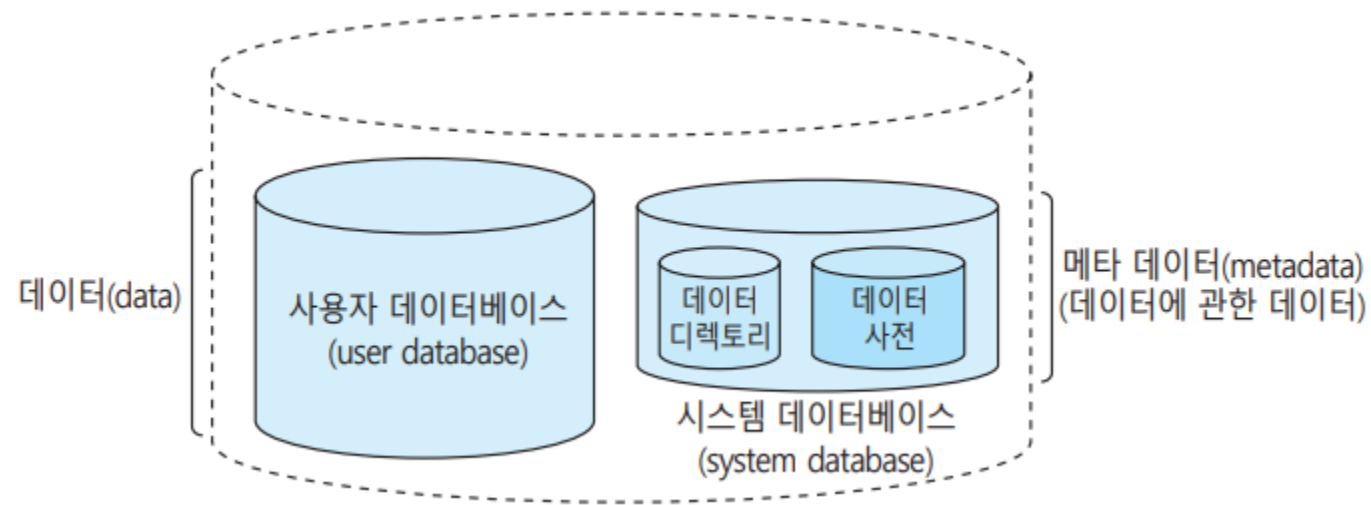 데이터(data)
사용자 데이터베이스
(user database)
데이터
디렉토리
데이터
사전
시스템 데이터베이스
(system database)
메타 데이터(metadata)
(데이터에 관한 데이터)